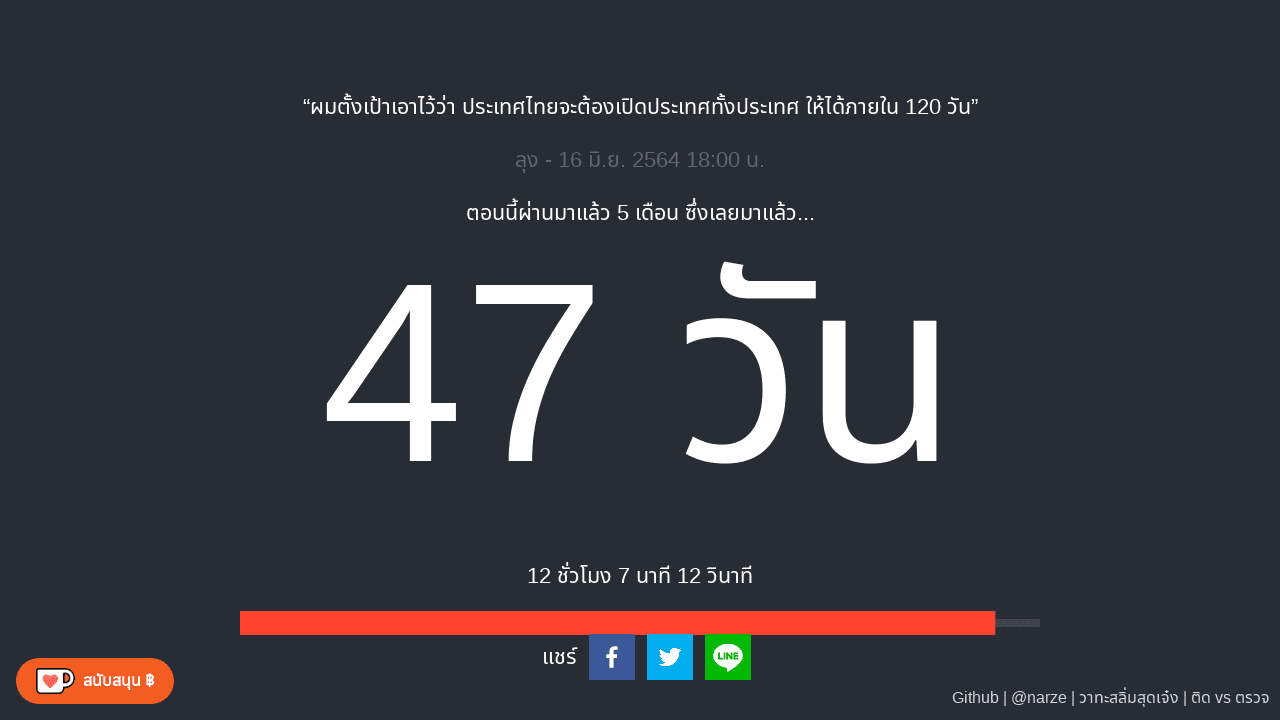 “ผมตั้งเป้าเอาไว้ว่า ประเทศไทยจะต้องเปิดประเทศทั้งประเทศ ให้ได้ภายใน 120 วัน”
ลุง - 16 มิ.ย. 2564 18:00 น.
ตอนนี้ผ่านมาแล้ว 5 เดือน ซึ่งเลยมาแล้ว...
47 วัน
12 ชั่วโมง 7 นาที 12 วินาที
แชร์
LINE
สนับสนุน ฿
Github | @narze | วาทะสลิ่มสุดเจ๋ง | ติด vs ตรวจ